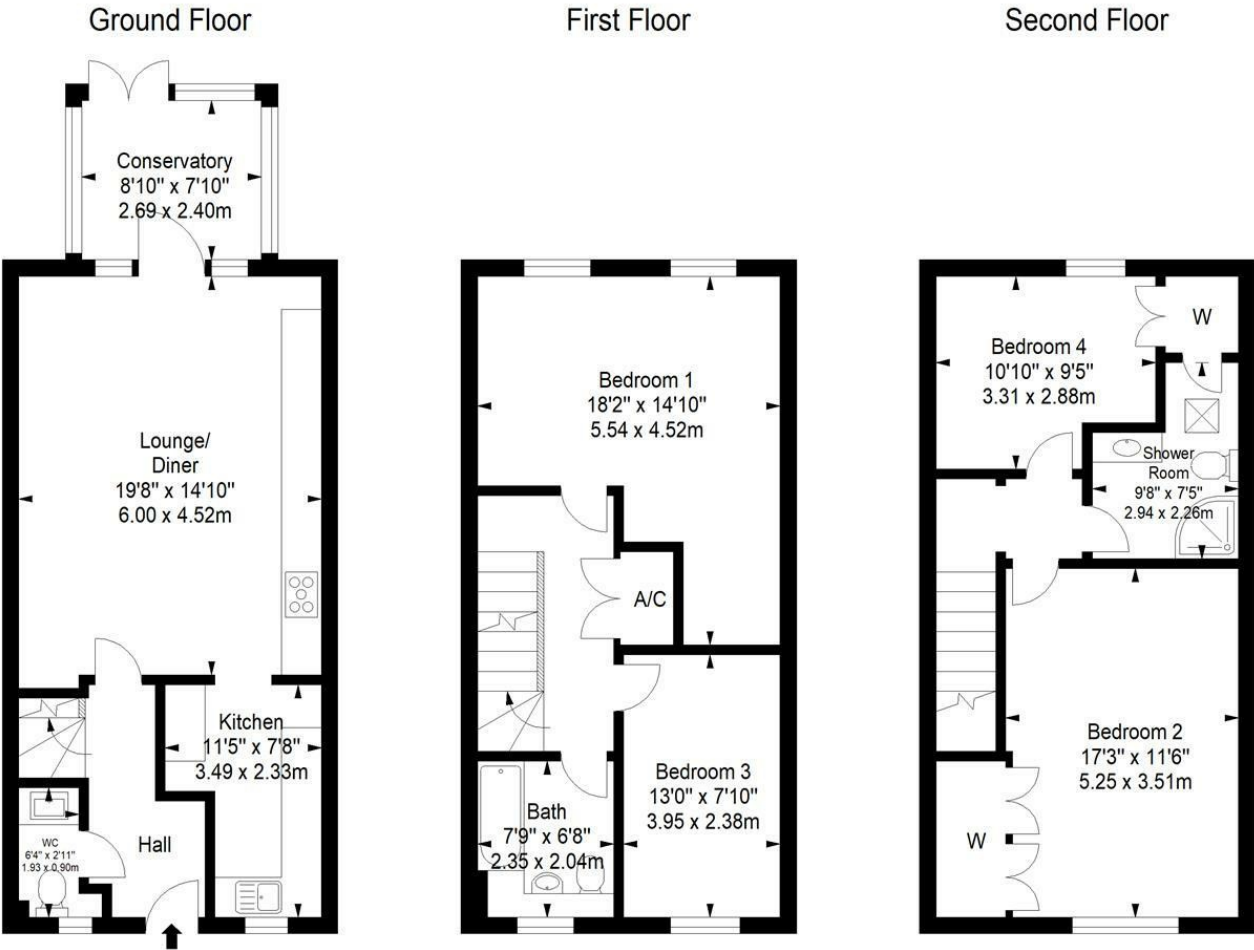 Ground Floor
First Floor
Second Floor
Conservatory
8'10" x 7'10"
2.69 x 2.40m
Lounge/
Diner
19'8" x 14'10"
6.00 x 4.52m
Kitchen
11'5" x 7'8"
3.49 x 2.33m
WC
6'4" x 2'11"
1.93 x 0.90m
Hall
Bedroom 1
18'2" x 14'10"
5.54 x 4.52m
A/C
Bath
7'9" x 6'8"
2.35 x 2.04m
Bedroom 3
13'0" x 7'10"
3.95 x 2.38m
Bedroom 4
10'10" x 9'5"
3.31 x 2.88m
W
Shower
Room
9'8" x 7'5"
2.94 x 2.26m
Bedroom 2
17'3" x 11'6"
5.25 x 3.51m
W